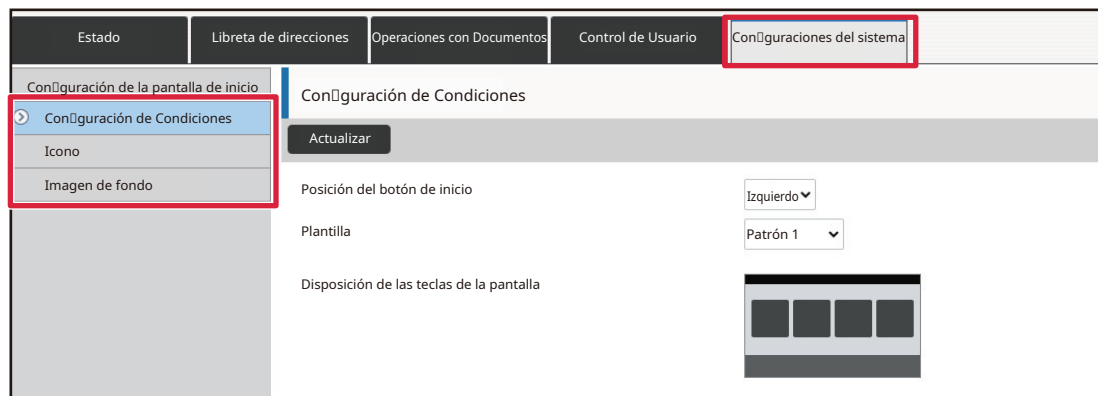 Estado
Libreta de direcciones
Operaciones con Documentos
Control de Usuario
Con▯guraciones del sistema
Con▯guración de la pantalla de inicio
Con▯guración de Condiciones
Icono
Imagen de fondo
Con▯guración de Condiciones
Actualizar
Posición del botón de inicio
Izquierdo
Plantilla
Patrón 1
Disposición de las teclas de la pantalla